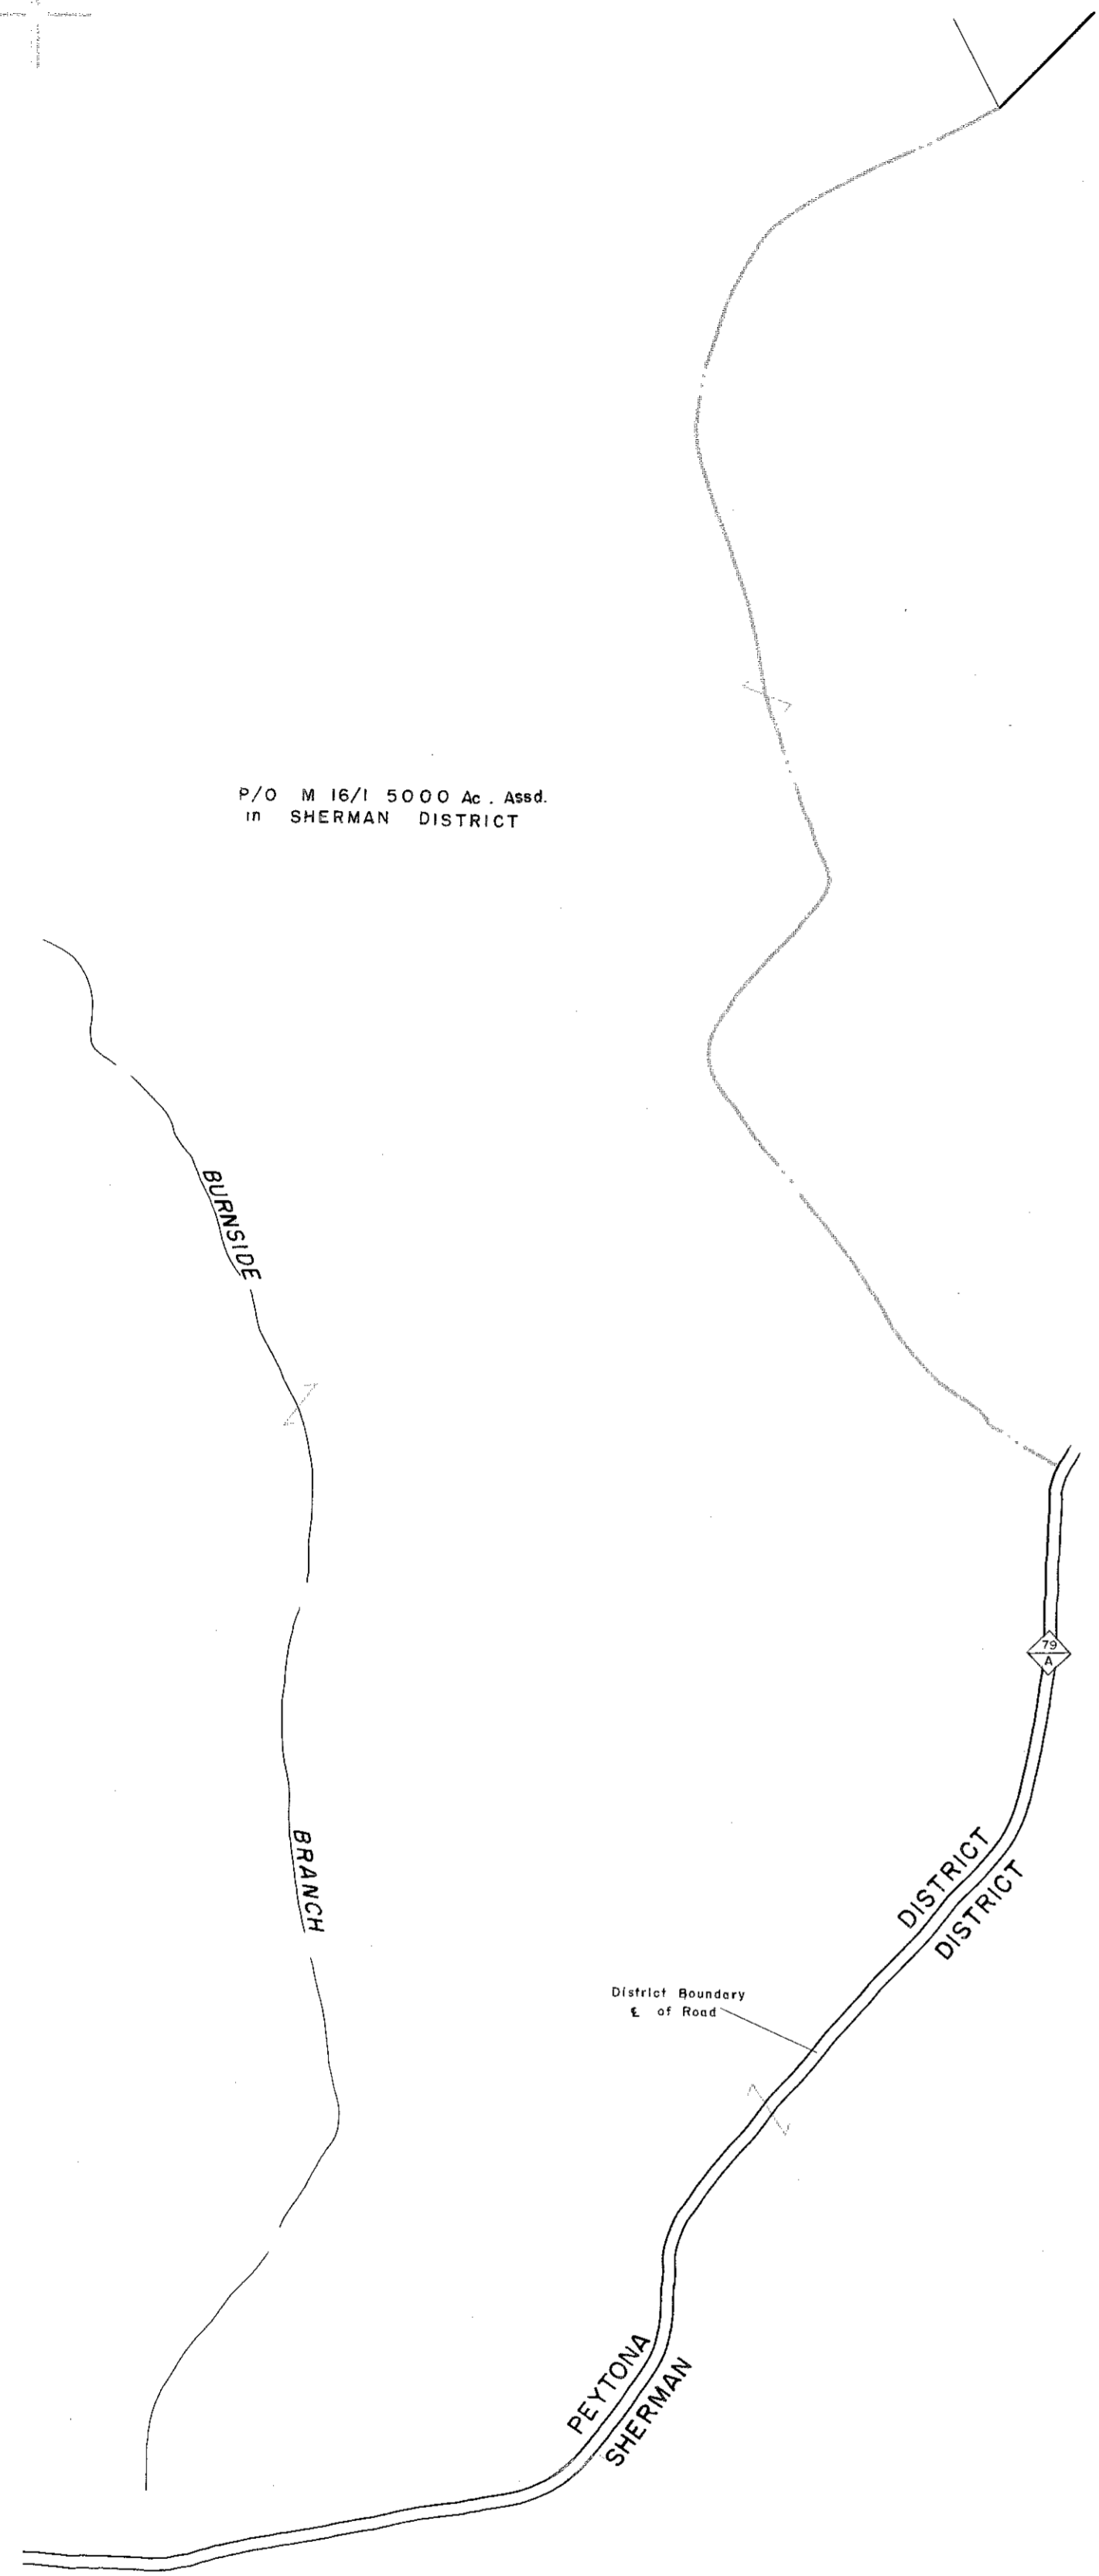 P/O M 16/1 5000 Ac. Assd.
in SHERMAN DISTRICT
BURNSIDE
BRANCH
79
A
DISTRICT
DISTRICT
District Boundary
℄ of Road
PEYTONA
SHERMAN